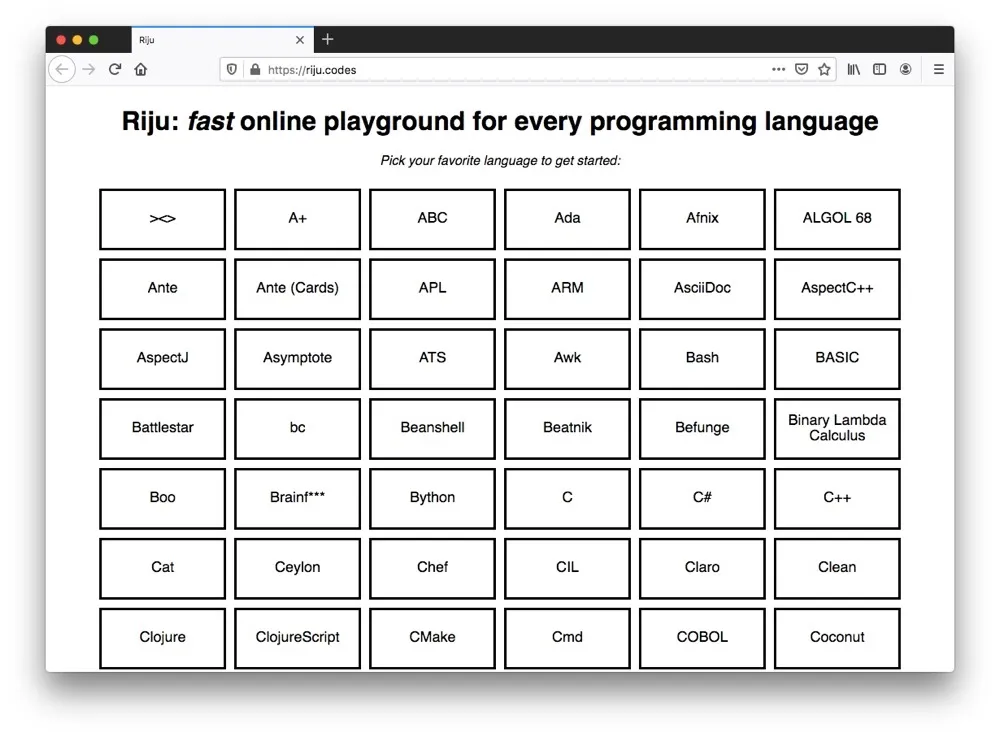 Riju
https://riju.codes
Riju: fast online playground for every programming language
Pick your favorite language to get started:
><>
A+
ABC
Ada
Afnix
ALGOL 68
Ante
Ante (Cards)
APL
ARM
AsciiDoc
AspectC++
AspectJ
Asymptote
ATS
Awk
Bash
BASIC
Battlestar
bc
Beanshell
Beatnik
Befunge
Binary Lambda
Calculus
Boo
Brainf***
Bython
C
C#
C++
Cat
Ceylon
Chef
CIL
Claro
Clean
Clojure
ClojureScript
CMake
Cmd
COBOL
Coconut